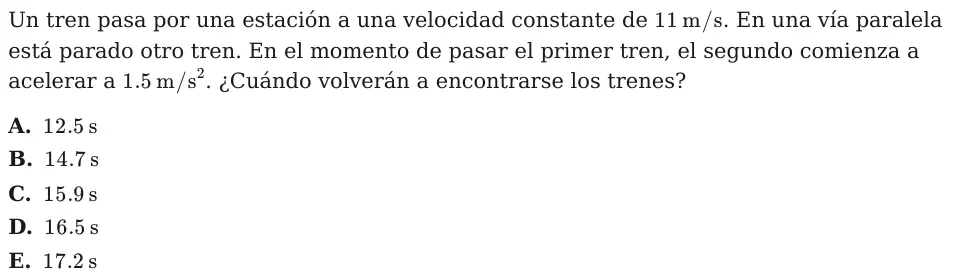 Un tren pasa por una estación a una velocidad constante de 11 m/s. En una vía paralela
está parado otro tren. En el momento de pasar el primer tren, el segundo comienza a
acelerar a 1.5 m/s². ¿Cuándo volverán a encontrarse los trenes?
A. 12.5 s
B. 14.7 s
C. 15.9 s
D. 16.5 s
E. 17.2 s